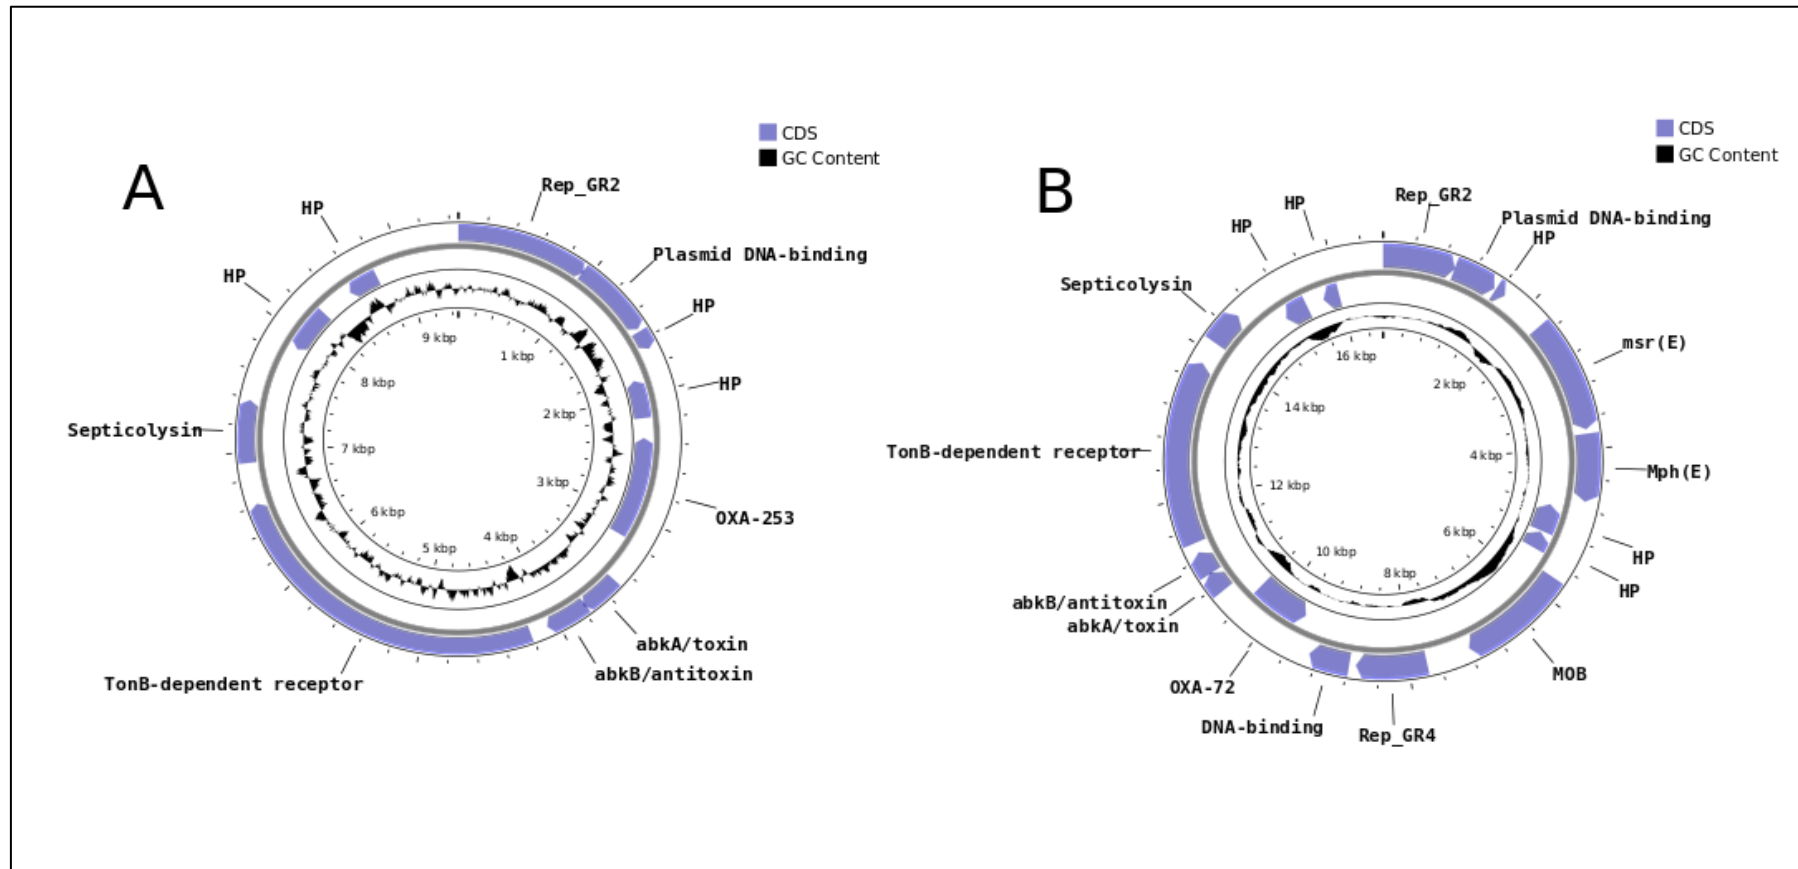 A
CDS
GC Content
Rep_GR2
HP
Plasmid DNA-binding
HP
HP
HP
Septicolysin
OXA-253
abkA/toxin
abkB/antitoxin
TonB-dependent receptor
9 kbp
1 kbp
8 kbp
2 kbp
7 kbp
3 kbp
6 kbp
4 kbp
5 kbp
B
CDS
GC Content
Rep_GR2
HP
Plasmid DNA-binding
HP
HP
Septicolysin
msr(E)
TonB-dependent receptor
Mph(E)
HP
HP
abkB/antitoxin
abkA/toxin
MOB
OXA-72
DNA-binding
Rep_GR4
16 kbp
2 kbp
14 kbp
4 kbp
12 kbp
6 kbp
10 kbp
8 kbp